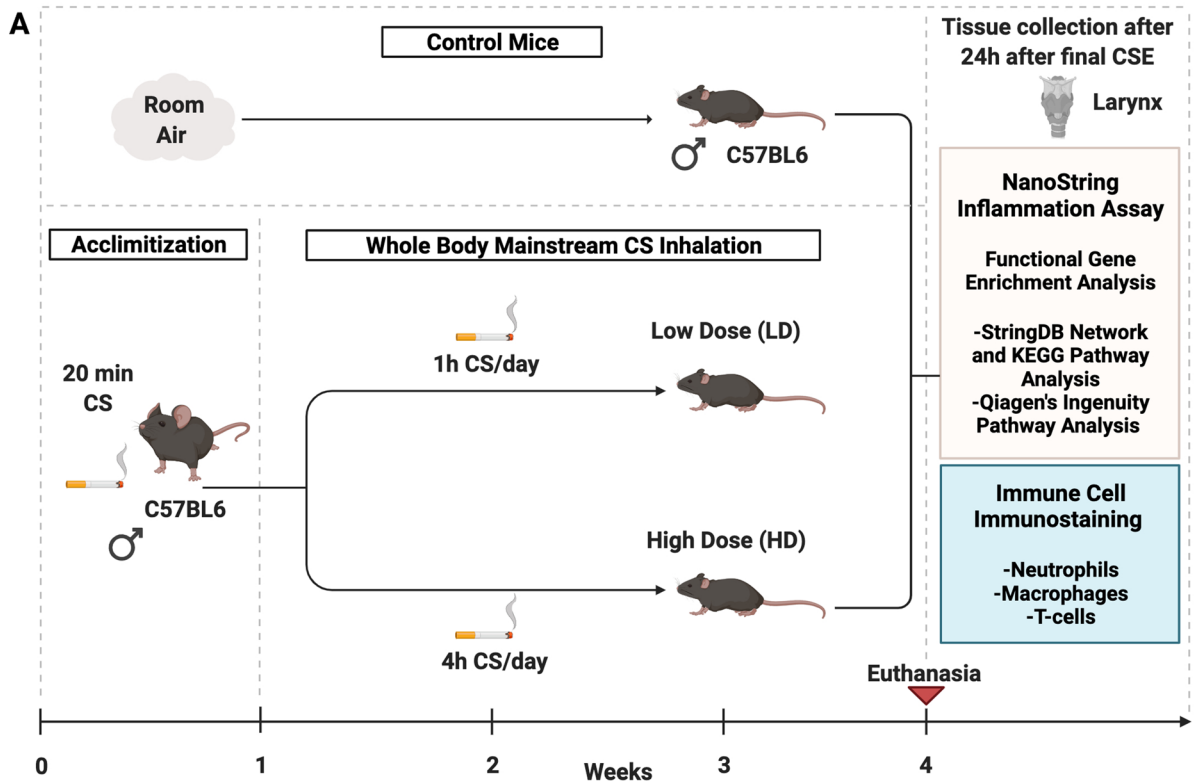 A
Control Mice
Room
Air
C57BL6
Tissue collection after
24h after final CSE
Larynx
Acclimitization
Whole Body Mainstream CS Inhalation
20 min
CS
C57BL6
1h CS/day
Low Dose (LD)
High Dose (HD)
4h CS/day
NanoString
Inflammation Assay
Functional Gene
Enrichment Analysis
-StringDB Network
and KEGG Pathway
Analysis
-Qiagen's Ingenuity
Pathway Analysis
Immune Cell
Immunostaining
-Neutrophils
-Macrophages
-T-cells
Euthanasia
0
1
2
3
4
Weeks